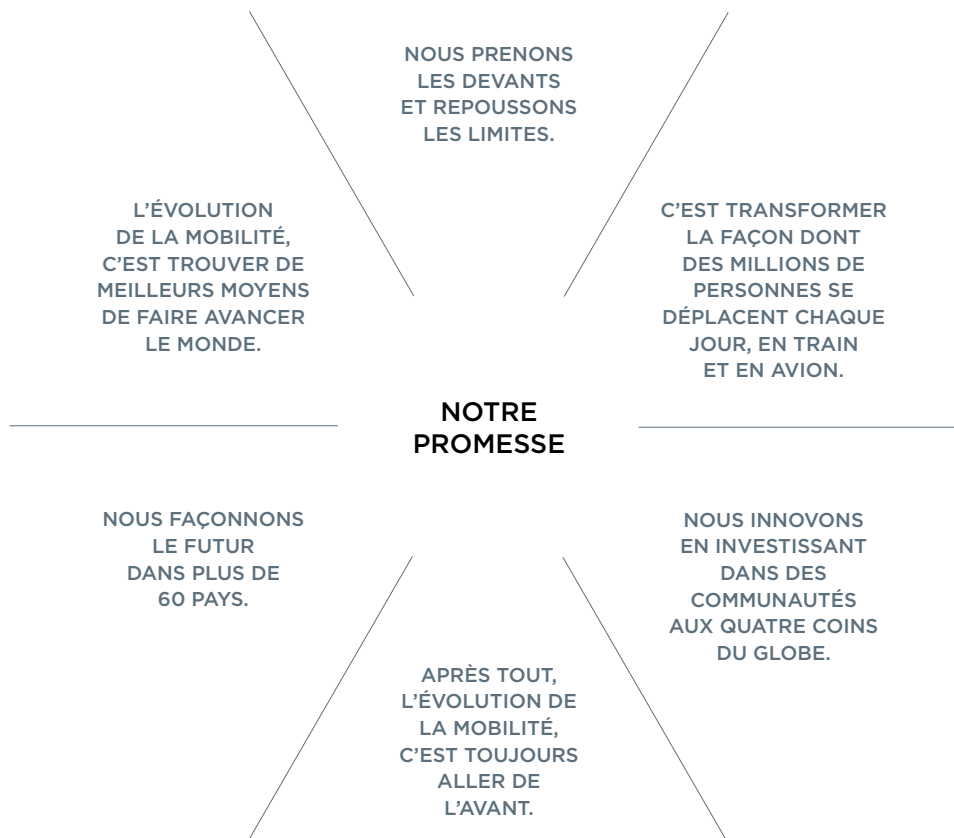 NOUS PRENONS
LES DEVANTS
ET REPOUSSONS
LES LIMITES.
L'ÉVOLUTION
DE LA MOBILITÉ,
C'EST TROUVER DE
MEILLEURS MOYENS
DE FAIRE AVANCER
LE MONDE.
C'EST TRANSFORMER
LA FAÇON DONT
DES MILLIONS DE
PERSONNES SE
DÉPLACENT CHAQUE
JOUR, EN TRAIN
ET EN AVION.
NOTRE
PROMESSE
NOUS FAÇONNONS
LE FUTUR
DANS PLUS DE
60 PAYS.
NOUS INNOVONS
EN INVESTISSANT
DANS DES
COMMUNAUTÉS
AUX QUATRE COINS
DU GLOBE.
APRÈS TOUT,
L'ÉVOLUTION DE
LA MOBILITÉ,
C'EST TOUJOURS
ALLER DE
L'AVANT.